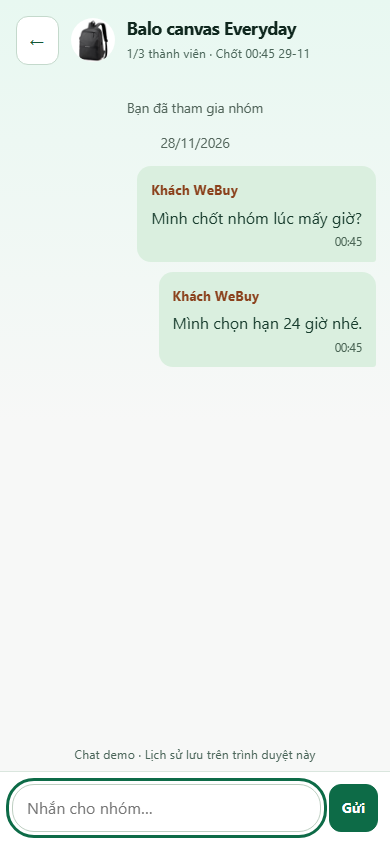 ←
Balo canvas Everyday
1/3 thành viên · Chốt 00:45 29-11
Bạn đã tham gia nhóm
28/11/2026
Khách WeBuy
Mình chốt nhóm lúc mấy giờ?
00:45
Khách WeBuy
Mình chọn hạn 24 giờ nhé.
00:45
Chat demo · Lịch sử lưu trên trình duyệt này
Nhắn cho nhóm...
Gửi